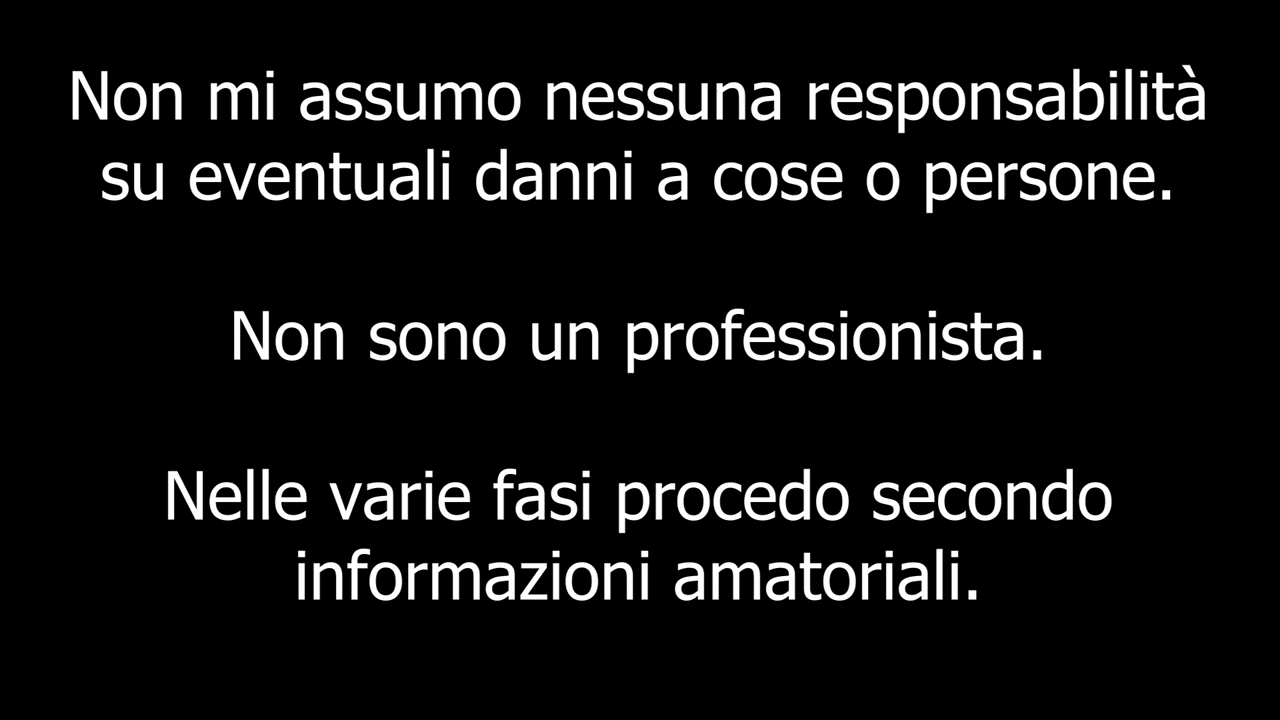 Non mi assumo nessuna responsabilità
su eventuali danni a cose o persone.
Non sono un professionista.
Nelle varie fasi procedo secondo
informazioni amatoriali.